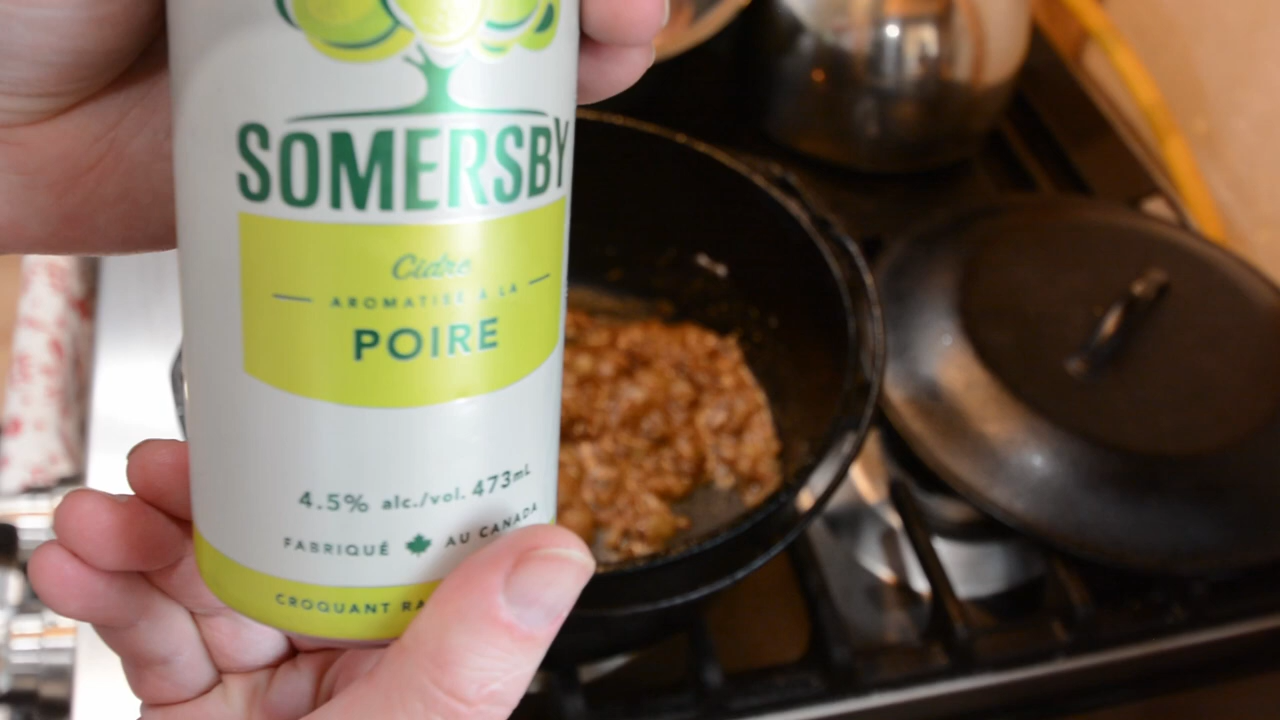 SOMERSBY
Cidre
AROMATISÉ À LA
POIRE
4.5% alc./vol. 473mL
FABRIQUÉ AU CANADA
CROQUANT